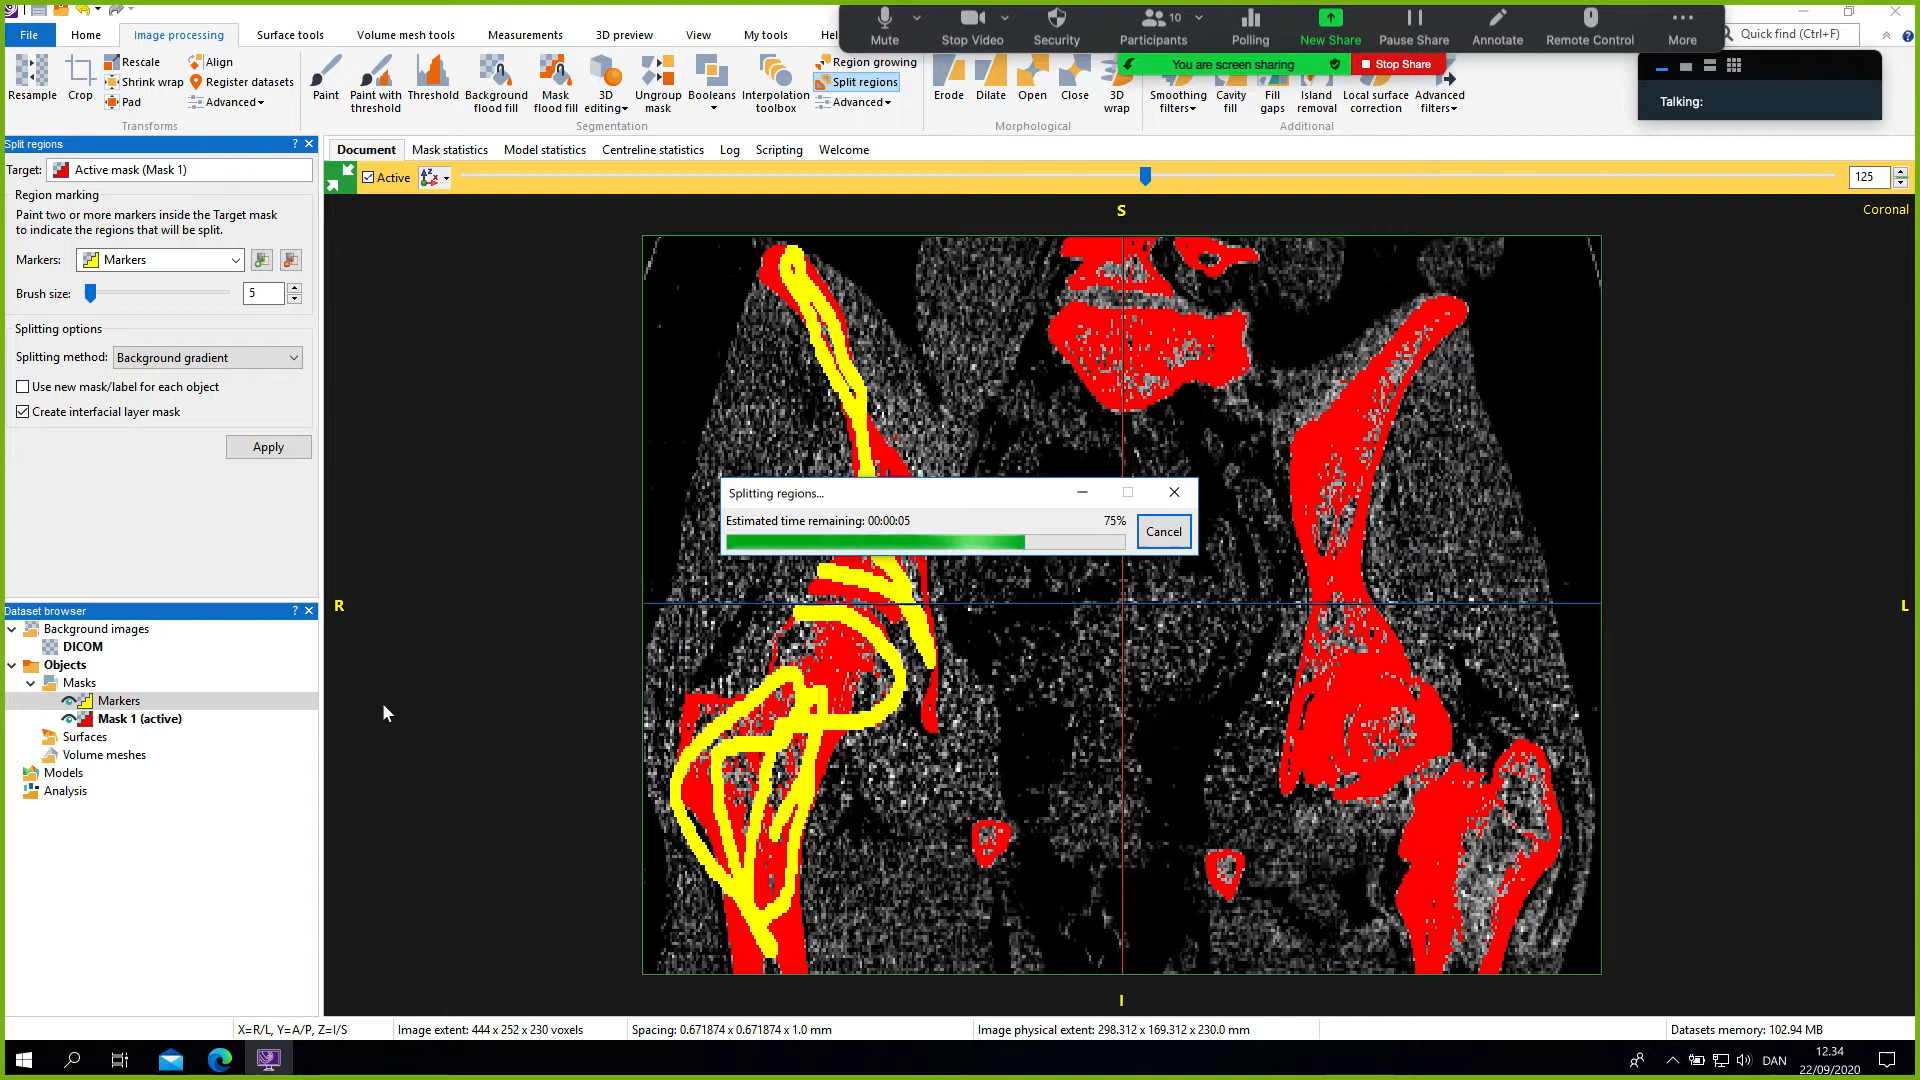 File
Home
Image processing
Surface tools
Volume mesh tools
Measurements
3D preview
View
My tools
Mute
Stop Video
Security
10
Participants
Polling
New Share
Pause Share
Annotate
Remote Control
More
Quick find (Ctrl+F)
You are screen sharing
Stop Share
Talking:
Resample
Crop
Rescale
Shrink wrap
Pad
Align
Register datasets
Advanced
Transforms
Paint
Paint with threshold
Threshold
Background flood fill
Mask flood fill
3D editing
Ungroup mask
Booleans
Interpolation toolbox
Region growing
Split regions
Advanced
Segmentation
Erode
Dilate
Open
Close
3D wrap
Morphological
Smoothing filters
Cavity fill
Fill gaps
Island removal
Local surface correction
Advanced filters
Additional
Split regions
Target:
Active mask (Mask 1)
Region marking
Paint two or more markers inside the Target mask
to indicate the regions that will be split.
Markers:
Markers
Brush size:
5
Splitting options
Splitting method:
Background gradient
Use new mask/label for each object
Create interfacial layer mask
Apply
Document
Mask statistics
Model statistics
Centreline statistics
Log
Scripting
Welcome
Active
125
S
Coronal
R
L
I
Splitting regions...
Estimated time remaining: 00:00:05
75%
Cancel
Dataset browser
Background images
DICOM
Objects
Masks
Markers
Mask 1 (active)
Surfaces
Volume meshes
Models
Analysis
X=R/L, Y=A/P, Z=I/S
Image extent: 444 x 252 x 230 voxels
Spacing: 0.671874 x 0.671874 x 1.0 mm
Image physical extent: 298.312 x 169.312 x 230.0 mm
Datasets memory: 102.94 MB
DAN
12.34
22/09/2020